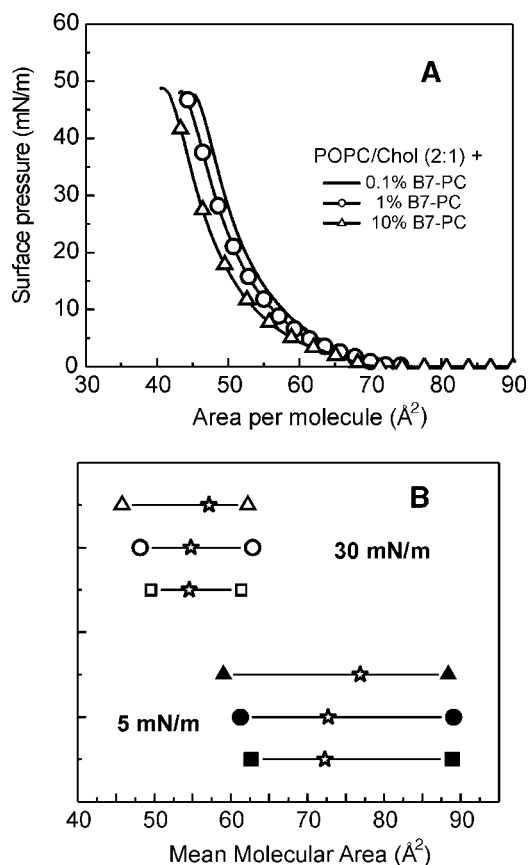 60
50
40
30
20
10
0
Surface pressure (mN/m)
A
POPC/Chol (2:1) +
0.1% B7-PC
1% B7-PC
10% B7-PC
30 40 50 60 70 80 90
Area per molecule (Å²)
B
30 mN/m
5 mN/m
40 50 60 70 80 90
Mean Molecular Area (Å²)